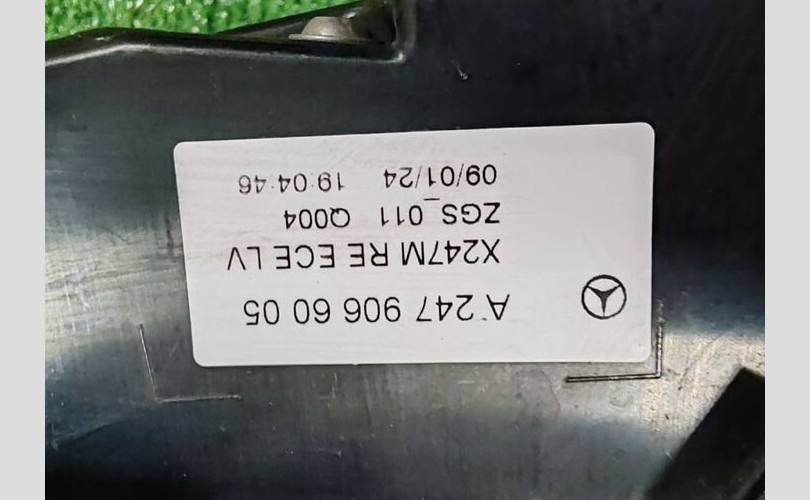 A 247 906 60 05
X247M RE ECE LV
ZGS_011 Q004
09/01/24 19:04:46